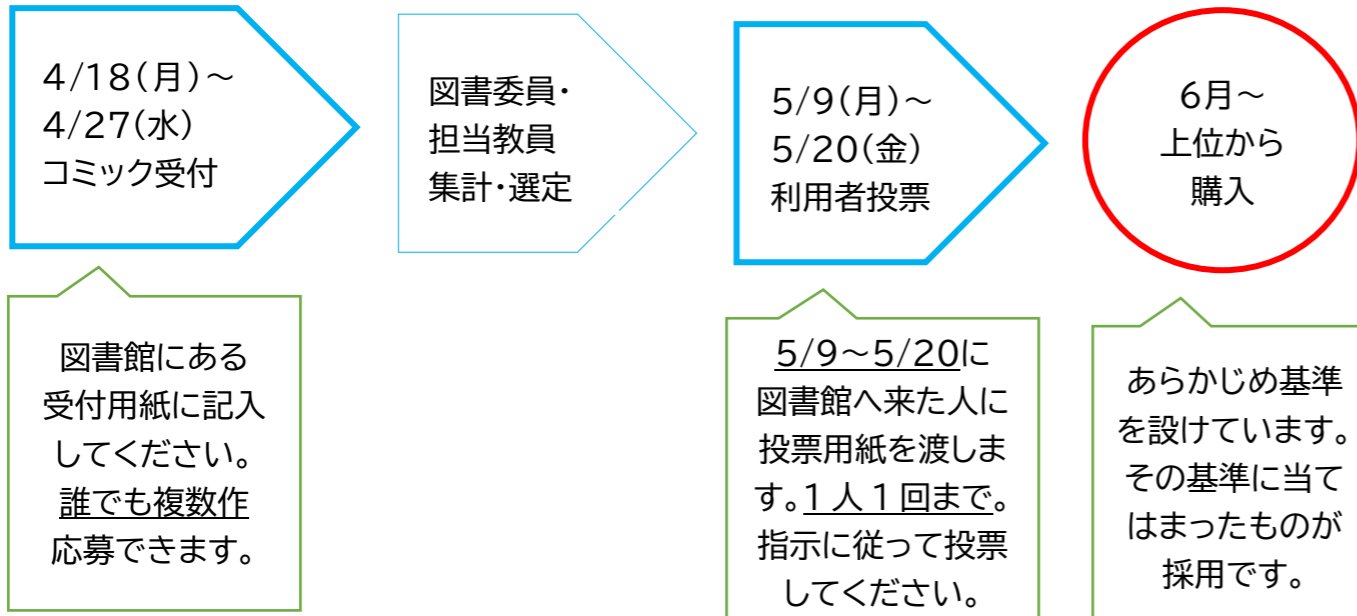 4/18(月)～
4/27(水)
コミック受付
図書委員・
担当教員
集計・選定
5/9(月)～
5/20(金)
利用者投票
6月～
上位から
購入
図書館にある
受付用紙に記入
してください。
誰でも複数作
応募できます。
5/9～5/20に
図書館へ来た人に
投票用紙を渡しま
す。1人1回まで。
指示に従って投票
してください。
あらかじめ基準
を設けています。
その基準に当て
はまったものが
採用です。